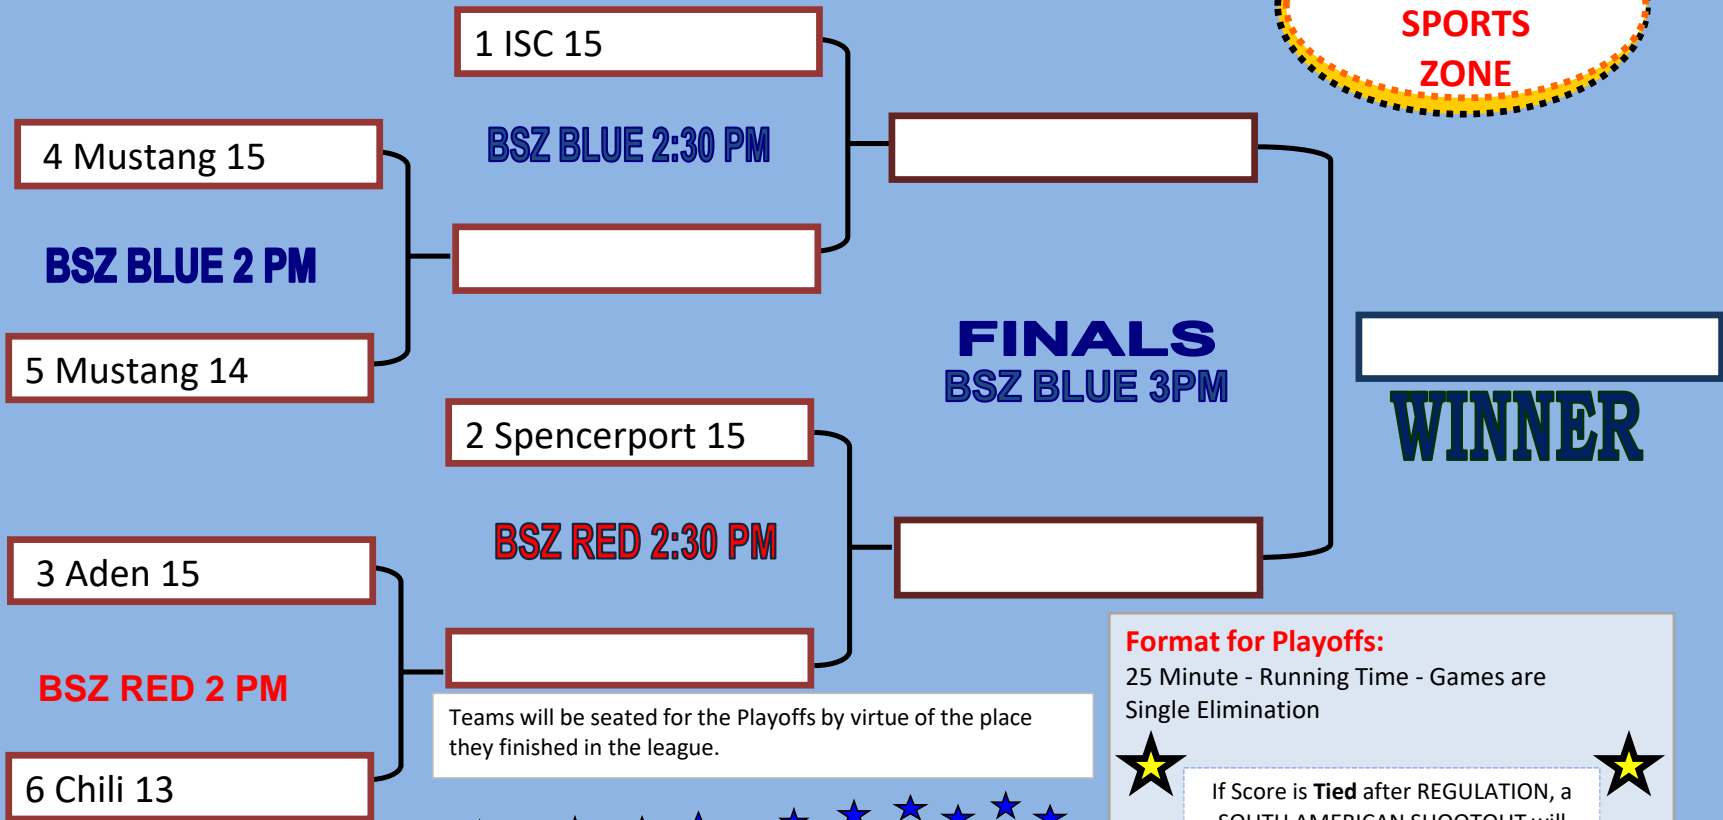 SPORTS
ZONE
1 ISC 15
4 Mustang 15
BSZ BLUE 2:30 PM
BSZ BLUE 2 PM
5 Mustang 14
FINALS
BSZ BLUE 3PM
WINNER
2 Spencerport 15
BSZ RED 2:30 PM
3 Aden 15
BSZ RED 2 PM
6 Chili 13
Teams will be seated for the Playoffs by virtue of the place
they finished in the league.
Format for Playoffs:
25 Minute - Running Time - Games are
Single Elimination
If Score is Tied after REGULATION, a
SOUTH AMERICAN SHOOTOUT will